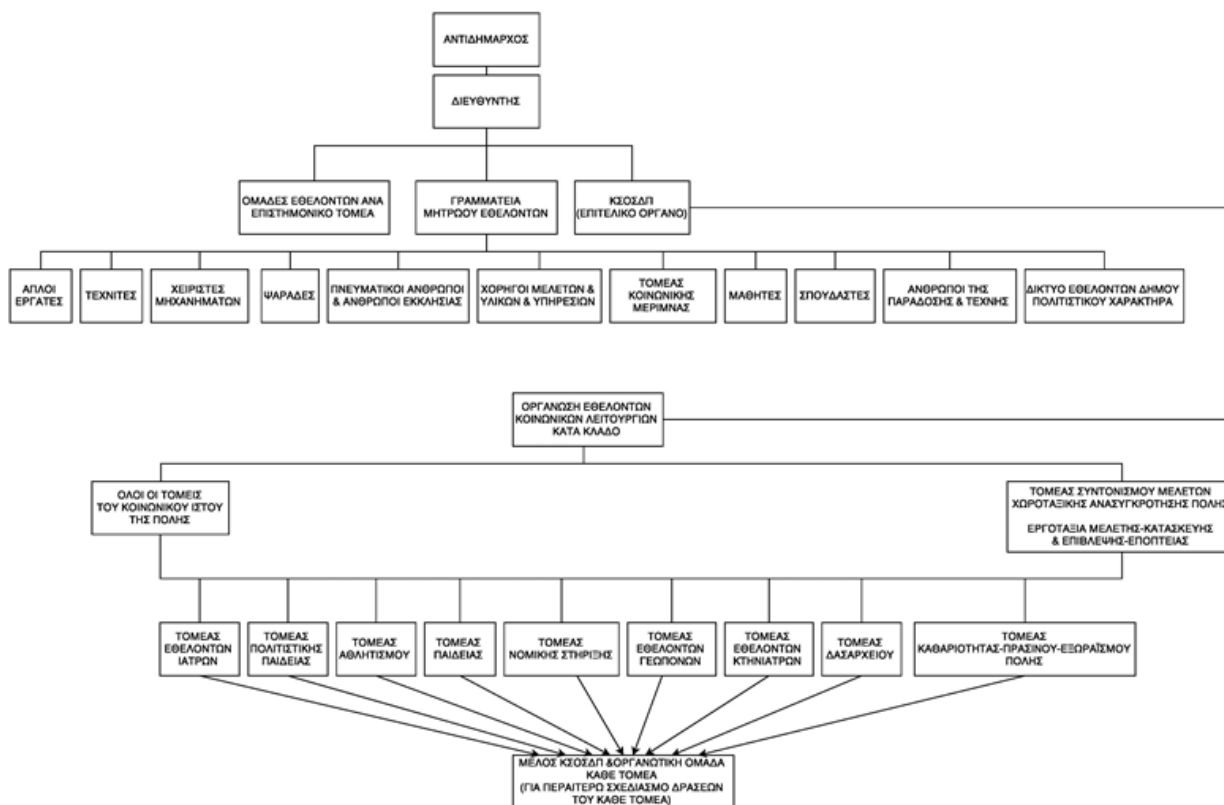 ΑΝΤΙΔΗΜΑΡΧΟΣ
ΔΙΕΥΘΥΝΤΗΣ
ΟΜΑΔΕΣ ΕΘΕΛΟΝΤΩΝ ΑΝΑ
ΕΠΙΣΤΗΜΟΝΙΚΟ ΤΟΜΕΑ
ΓΡΑΜΜΑΤΕΙΑ
ΜΗΤΡΩΟΥ ΕΘΕΛΟΝΤΩΝ
ΚΣΟΣΔΠ
(ΕΠΙΤΕΛΙΚΟ ΟΡΓΑΝΟ)
ΑΠΛΟΙ
ΕΡΓΑΤΕΣ
ΤΕΧΝΙΤΕΣ
ΧΕΙΡΙΣΤΕΣ
ΜΗΧΑΝΗΜΑΤΩΝ
ΨΑΡΑΔΕΣ
ΠΝΕΥΜΑΤΙΚΟΙ ΑΝΘΡΩΠΟΙ
& ΑΝΘΡΩΠΟΙ ΕΚΚΛΗΣΙΑΣ
ΧΟΡΗΓΟΙ ΜΕΛΕΤΩΝ &
ΥΛΙΚΩΝ & ΥΠΗΡΕΣΙΩΝ
ΤΟΜΕΑΣ
ΚΟΙΝΩΝΙΚΗΣ
ΜΕΡΙΜΝΑΣ
ΜΑΘΗΤΕΣ
ΣΠΟΥΔΑΣΤΕΣ
ΑΝΘΡΩΠΟΙ ΤΗΣ
ΠΑΡΑΔΟΣΗΣ & ΤΕΧΝΗΣ
ΔΙΚΤΥΟ ΕΘΕΛΟΝΤΩΝ ΔΗΜΟΥ
ΠΟΛΙΤΙΣΤΙΚΟΥ ΧΑΡΑΚΤΗΡΑ
ΟΡΓΑΝΩΣΗ ΕΘΕΛΟΝΤΩΝ
ΚΟΙΝΩΝΙΚΩΝ ΛΕΙΤΟΥΡΓΙΩΝ
ΚΑΤΑ ΚΛΑΔΟ
ΟΛΟΙ ΟΙ ΤΟΜΕΙΣ
ΤΟΥ ΚΟΙΝΩΝΙΚΟΥ ΙΣΤΟΥ
ΤΗΣ ΠΟΛΗΣ
ΤΟΜΕΑΣ ΣΥΝΤΟΝΙΣΜΟΥ ΜΕΛΕΤΩΝ
ΧΩΡΟΤΑΞΙΚΗΣ ΑΝΑΣΥΓΚΡΟΤΗΣΗΣ ΠΟΛΗΣ
ΕΡΓΟΤΑΞΙΑ ΜΕΛΕΤΗΣ-ΚΑΤΑΣΚΕΥΗΣ
& ΕΠΙΒΛΕΨΗΣ-ΕΠΟΠΤΕΙΑΣ
ΤΟΜΕΑΣ
ΕΘΕΛΟΝΤΩΝ
ΙΑΤΡΩΝ
ΤΟΜΕΑΣ
ΠΟΛΙΤΙΣΤΙΚΗΣ
ΠΑΙΔΕΙΑΣ
ΤΟΜΕΑΣ
ΑΘΛΗΤΙΣΜΟΥ
ΤΟΜΕΑΣ
ΠΑΙΔΕΙΑΣ
ΤΟΜΕΑΣ
ΝΟΜΙΚΗΣ ΣΤΗΡΙΞΗΣ
ΤΟΜΕΑΣ
ΕΘΕΛΟΝΤΩΝ
ΓΕΩΠΟΝΩΝ
ΤΟΜΕΑΣ
ΕΘΕΛΟΝΤΩΝ
ΚΤΗΝΙΑΤΡΩΝ
ΤΟΜΕΑΣ
ΔΑΣΑΡΧΕΙΟΥ
ΤΟΜΕΑΣ
ΚΑΘΑΡΙΟΤΗΤΑΣ-ΠΡΑΣΙΝΟΥ-ΕΞΩΡΑΪΣΜΟΥ
ΠΟΛΗΣ
ΜΕΛΟΣ ΚΣΟΣΔΠ &ΟΡΓΑΝΩΤΙΚΗ ΟΜΑΔΑ
ΚΑΘΕ ΤΟΜΕΑ
(ΓΙΑ ΠΕΡΑΙΤΕΡΩ ΣΧΕΔΙΑΣΜΟ ΔΡΑΣΕΩΝ
ΤΟΥ ΚΑΘΕ ΤΟΜΕΑ)